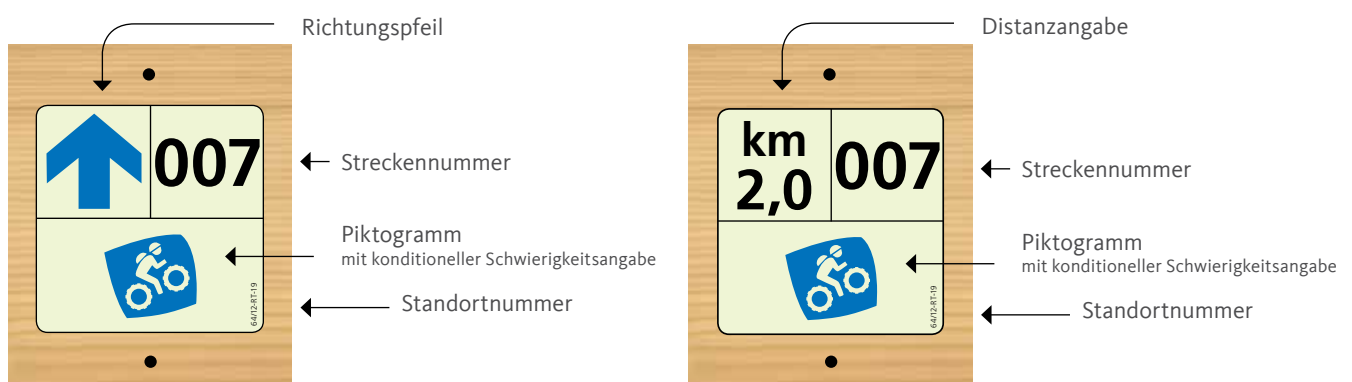 Richtungspfeil
007
Streckennummer
Piktogramm
mit konditioneller Schwierigkeitsangabe
64/12-RT-19
Standortnummer
Distanzangabe
km
2,0
007
Streckennummer
Piktogramm
mit konditioneller Schwierigkeitsangabe
64/12-RT-19
Standortnummer